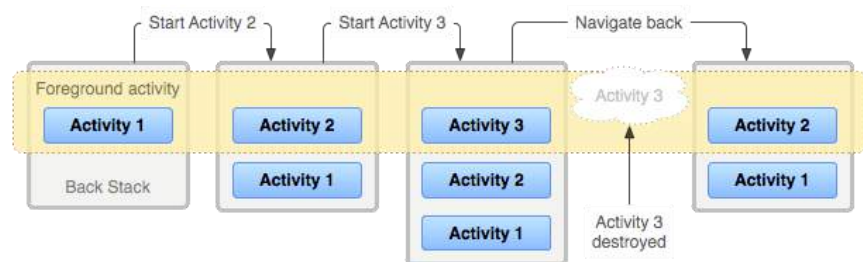 Start Activity 2
Start Activity 3
Navigate back
Foreground activity
Activity 3
Activity 1
Activity 2
Activity 3
Activity 2
Back Stack
Activity 1
Activity 2
Activity 1
Activity 1
Activity 3
destroyed